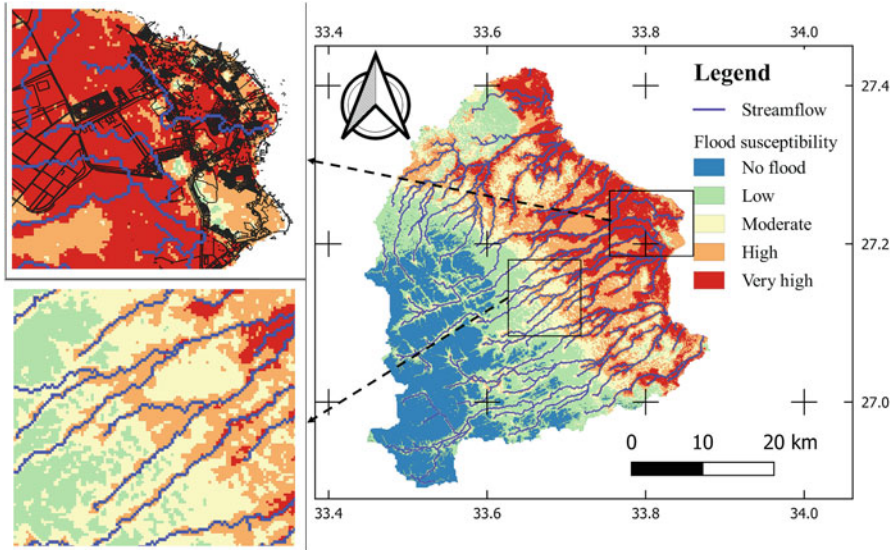 33.4 33.6 33.8 34.0
Legend
27.4
Streamflow
Flood susceptibility
No flood
Low
Moderate
27.2
High
Very high
27.0
0 10 20 km
33.4 33.6 33.8 34.0